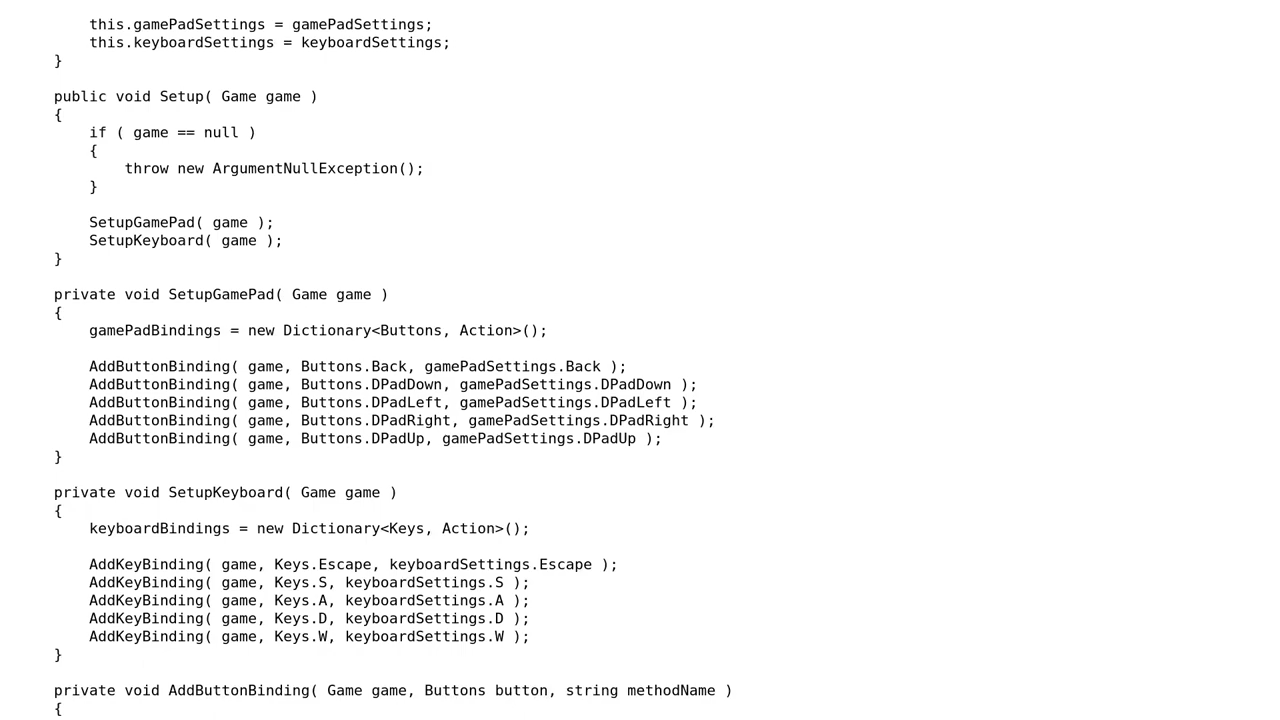 this.gamePadSettings = gamePadSettings;
this.keyboardSettings = keyboardSettings;
}
public void Setup( Game game )
{
if ( game == null )
{
throw new ArgumentNullException();
}
SetupGamePad( game );
SetupKeyboard( game );
}
private void SetupGamePad( Game game )
{
gamePadBindings = new Dictionary<Buttons, Action>();
AddButtonBinding( game, Buttons.Back, gamePadSettings.Back );
AddButtonBinding( game, Buttons.DPadDown, gamePadSettings.DPadDown );
AddButtonBinding( game, Buttons.DPadLeft, gamePadSettings.DPadLeft );
AddButtonBinding( game, Buttons.DPadRight, gamePadSettings.DPadRight );
AddButtonBinding( game, Buttons.DPadUp, gamePadSettings.DPadUp );
}
private void SetupKeyboard( Game game )
{
keyboardBindings = new Dictionary<Keys, Action>();
AddKeyBinding( game, Keys.Escape, keyboardSettings.Escape );
AddKeyBinding( game, Keys.S, keyboardSettings.S );
AddKeyBinding( game, Keys.A, keyboardSettings.A );
AddKeyBinding( game, Keys.D, keyboardSettings.D );
AddKeyBinding( game, Keys.W, keyboardSettings.W );
}
private void AddButtonBinding( Game game, Buttons button, string methodName )
{